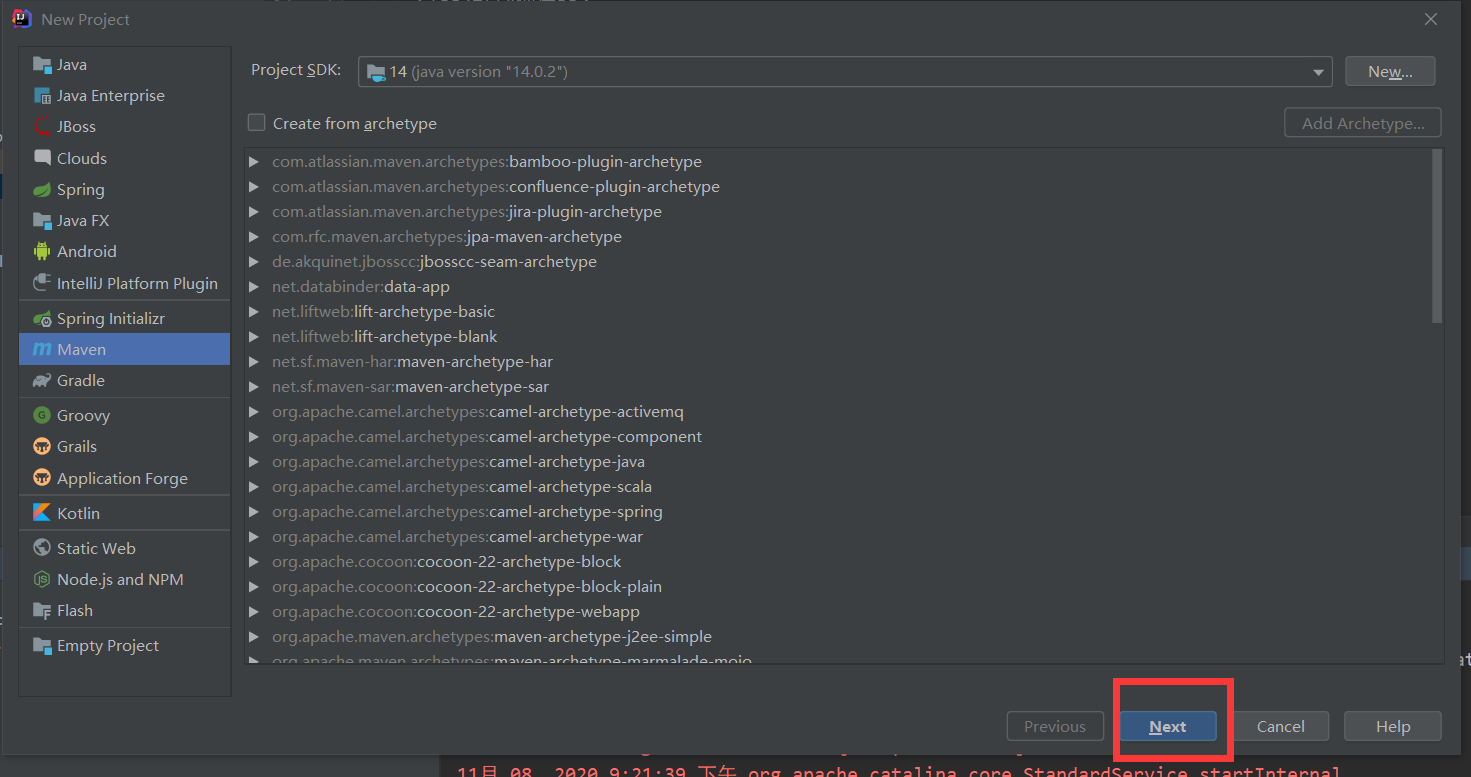 New Project
Java
Java Enterprise
JBoss
Clouds
Spring
Java FX
Android
IntelliJ Platform Plugin
Spring Initializr
Maven
Gradle
Groovy
Grails
Application Forge
Kotlin
Static Web
Node.js and NPM
Flash
Empty Project
Project SDK: 14 (java version "14.0.2") New...
Create from archetype Add Archetype...
com.atlassian.maven.archetypes:bamboo-plugin-archetype
com.atlassian.maven.archetypes:confluence-plugin-archetype
com.atlassian.maven.archetypes:jira-plugin-archetype
com.rfc.maven.archetypes:jpa-maven-archetype
de.akquinet.jbosscc:jbosscc-seam-archetype
net.databinder:data-app
net.liftweb:lift-archetype-basic
net.liftweb:lift-archetype-blank
net.sf.maven-har:maven-archetype-har
net.sf.maven-sar:maven-archetype-sar
org.apache.camel.archetypes:camel-archetype-activemq
org.apache.camel.archetypes:camel-archetype-component
org.apache.camel.archetypes:camel-archetype-java
org.apache.camel.archetypes:camel-archetype-scala
org.apache.camel.archetypes:camel-archetype-spring
org.apache.camel.archetypes:camel-archetype-war
org.apache.cocoon:cocoon-22-archetype-block
org.apache.cocoon:cocoon-22-archetype-block-plain
org.apache.cocoon:cocoon-22-archetype-webapp
org.apache.maven.archetypes:maven-archetype-j2ee-simple
org.apache.maven.archetypes:maven-archetype-marmalade-mojo
Previous Next Cancel Help
11月 08, 2020 9:21:39 下午 org.apache.catalina.core.StandardService startInternal